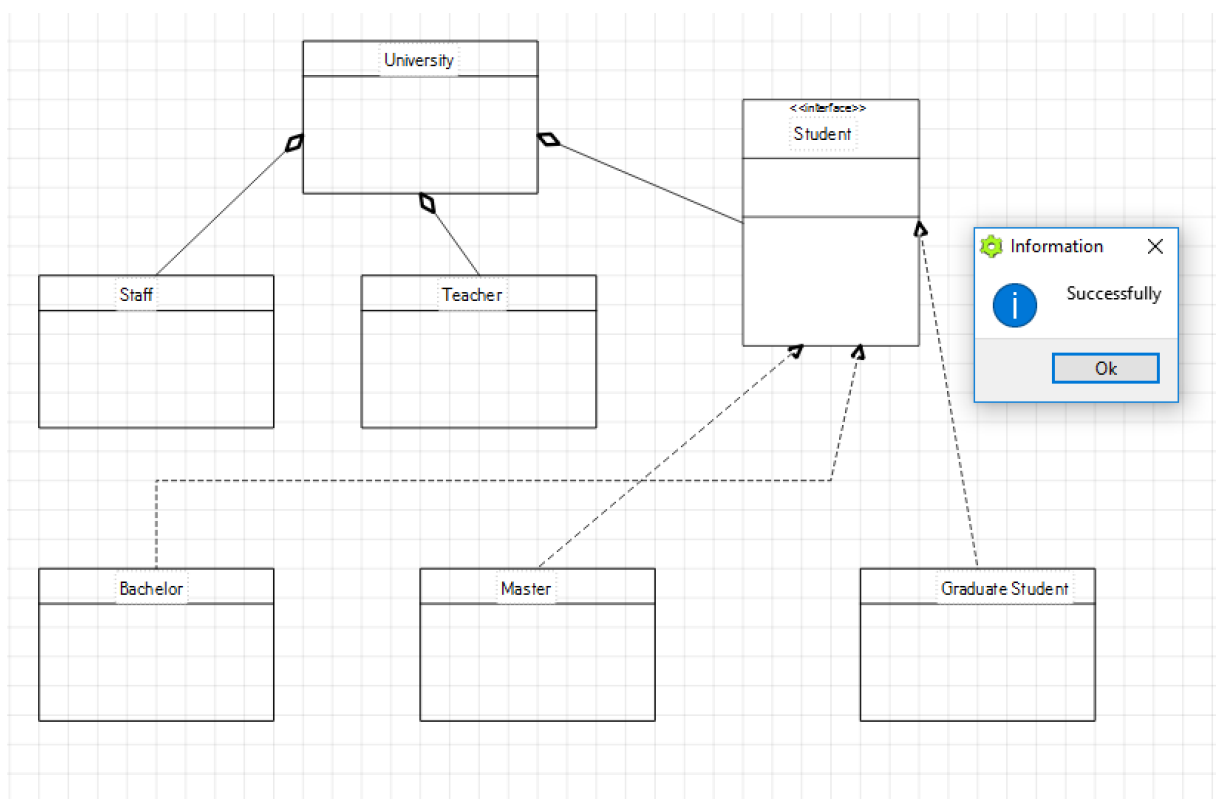 University
<<interface>>
Student
Information
Successfully
Ok
Staff
Teacher
Bachelor
Master
Graduate Student